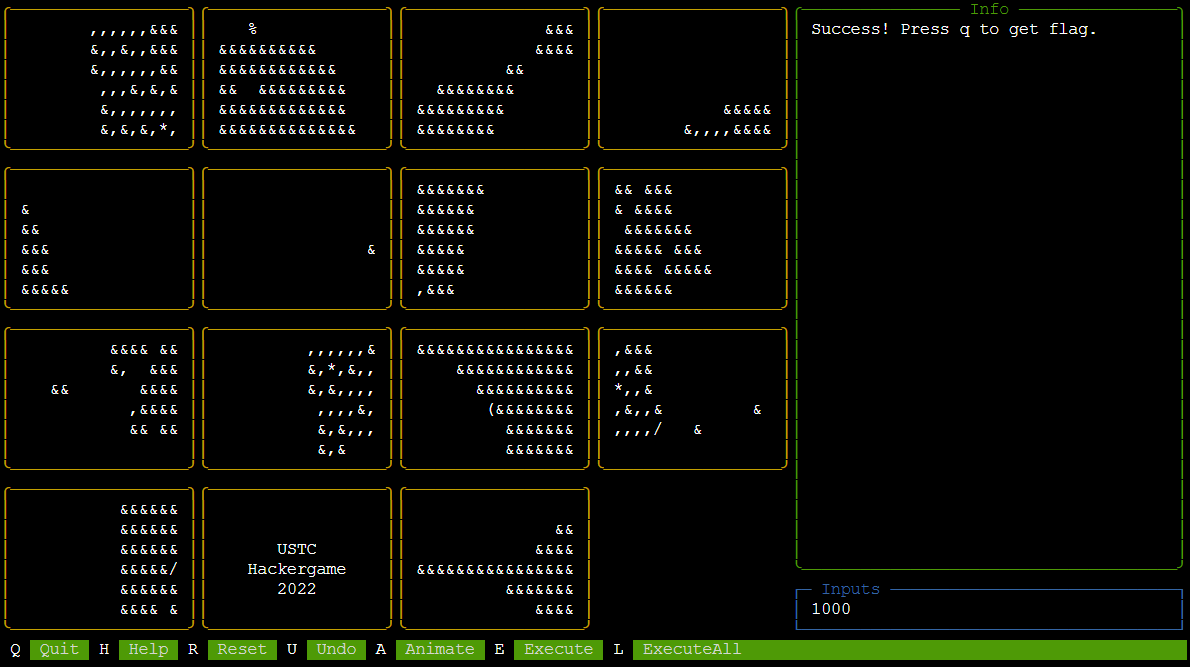 Info
Success! Press q to get flag.
USTC
Hackergame
2022
Inputs
1000
Q Quit H Help R Reset U Undo A Animate E Execute L ExecuteAll